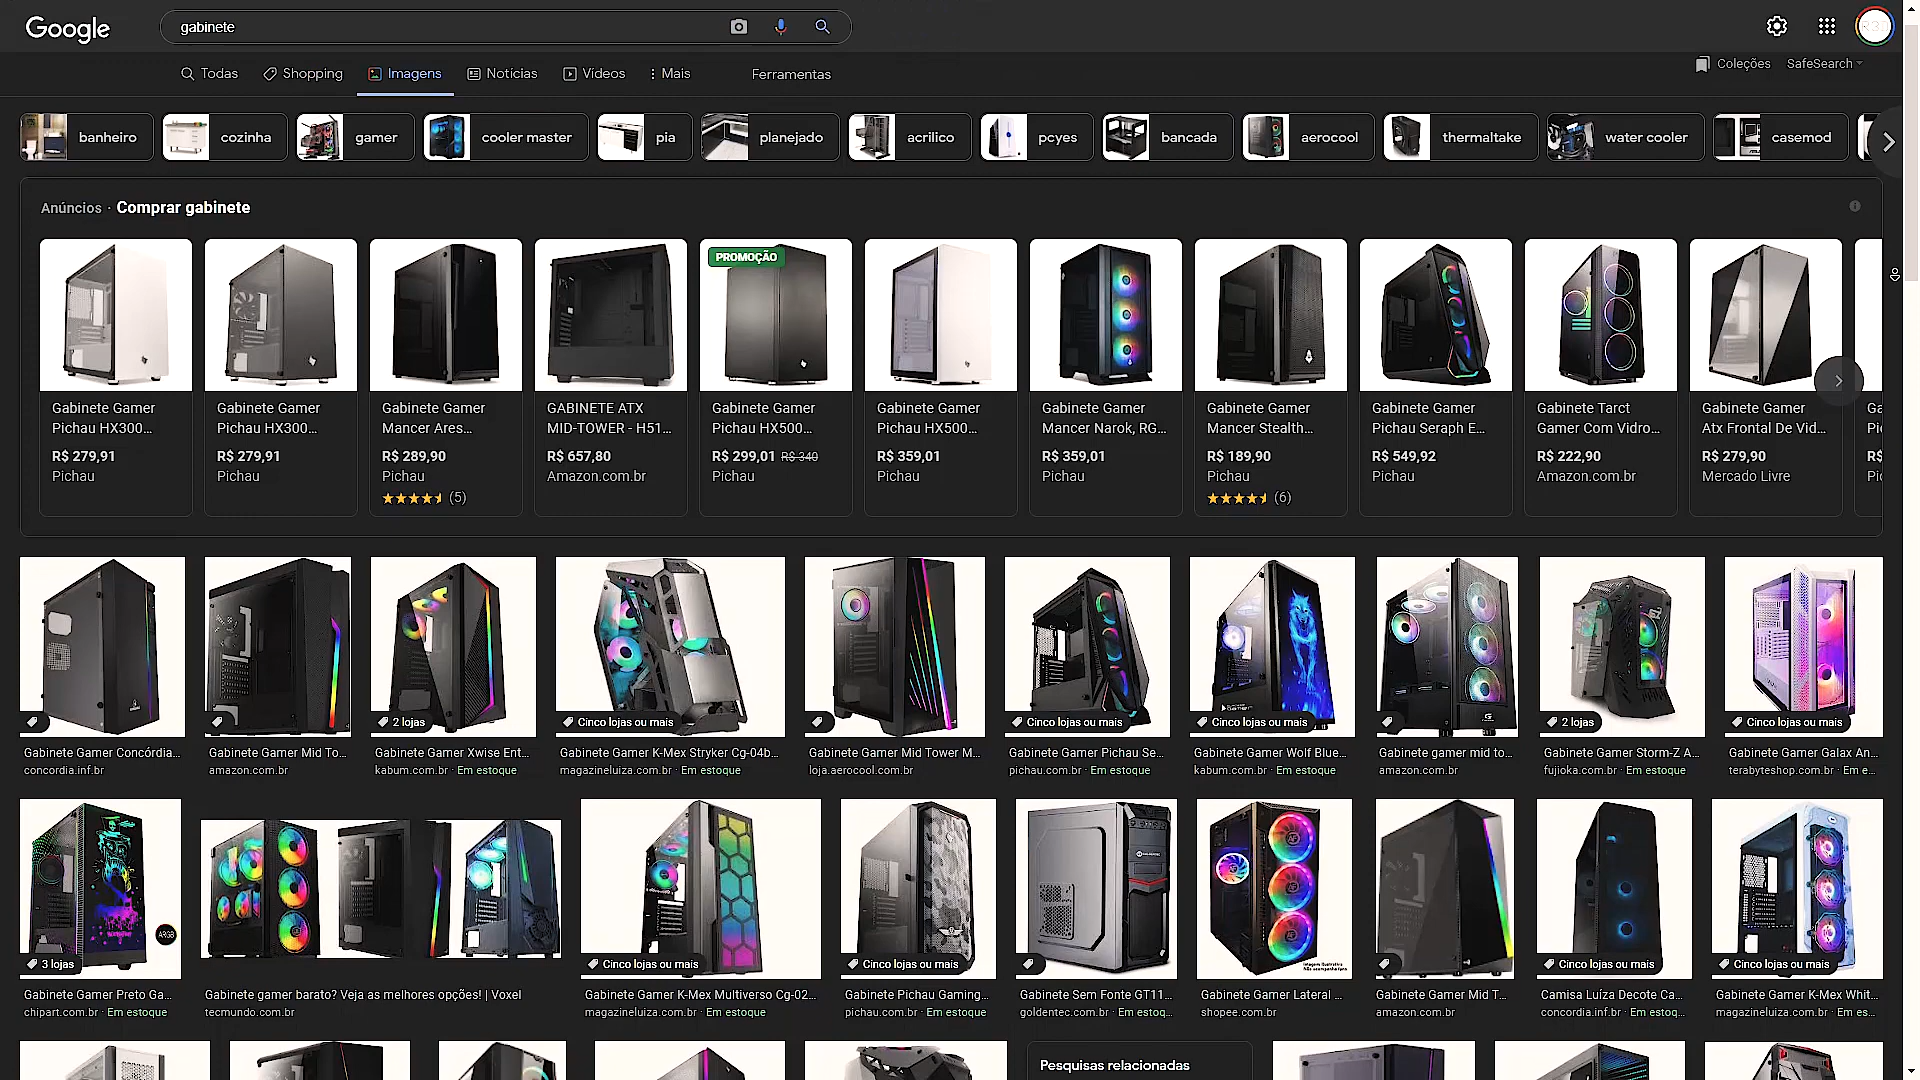 Google
gabinete
Todas
Shopping
Imagens
Notícias
Vídeos
Mais
Ferramentas
Coleções
SafeSearch
banheiro
cozinha
gamer
cooler master
pia
planejado
acrilico
pcyes
bancada
aerocool
thermaltake
water cooler
casemod
Anúncios · Comprar gabinete
PROMOÇÃO
Gabinete Gamer
Pichau HX300...
R$ 279,91
Pichau
Gabinete Gamer
Pichau HX300...
R$ 279,91
Pichau
Gabinete Gamer
Mancer Ares...
R$ 289,90
Pichau
(5)
GABINETE ATX
MID-TOWER - H51...
R$ 657,80
Amazon.com.br
Gabinete Gamer
Pichau HX500...
R$ 299,01 R$ 340
Pichau
Gabinete Gamer
Pichau HX500...
R$ 359,01
Pichau
Gabinete Gamer
Mancer Narok, RG...
R$ 359,01
Pichau
Gabinete Gamer
Mancer Stealth...
R$ 189,90
Pichau
(6)
Gabinete Gamer
Pichau Seraph E...
R$ 549,92
Pichau
Gabinete Tarct
Gamer Com Vidro...
R$ 222,90
Amazon.com.br
Gabinete Gamer
Atx Frontal De Vid...
R$ 279,90
Mercado Livre
Ga
Pic
R$
Pic
Gabinete Gamer Concórdia...
concordia.inf.br
Gabinete Gamer Mid To...
amazon.com.br
2 lojas
Gabinete Gamer Xwise Ent...
kabum.com.br · Em estoque
Cinco lojas ou mais
Gabinete Gamer K-Mex Stryker Cg-04b...
magazineluiza.com.br · Em estoque
Gabinete Gamer Mid Tower M...
loja.aerocool.com.br
Cinco lojas ou mais
Gabinete Gamer Pichau Se...
pichau.com.br · Em estoque
Cinco lojas ou mais
Gabinete Gamer Wolf Blue...
kabum.com.br · Em estoque
Gabinete gamer mid to...
amazon.com.br
2 lojas
Gabinete Gamer Storm-Z A...
fujioka.com.br · Em estoque
Cinco lojas ou mais
Gabinete Gamer Galax An...
terabyteshop.com.br · Em e...
ARGB
3 lojas
Gabinete Gamer Preto Ga...
chipart.com.br · Em estoque
Gabinete gamer barato? Veja as melhores opções! | Voxel
tecmundo.com.br
Cinco lojas ou mais
Gabinete Gamer K-Mex Multiverso Cg-02...
magazineluiza.com.br · Em estoque
Cinco lojas ou mais
Gabinete Pichau Gaming...
pichau.com.br · Em estoque
Gabinete Sem Fonte GT11...
goldentec.com.br · Em estoq...
Imagem ilustrativa
Não acompanha fans
Gabinete Gamer Lateral ...
shopee.com.br
Gabinete Gamer Mid T...
amazon.com.br
Cinco lojas ou mais
Camisa Luíza Decote Ca...
concordia.inf.br · Em estoq...
Cinco lojas ou mais
Gabinete Gamer K-Mex Whit...
magazineluiza.com.br · Em es...
Pesquisas relacionadas